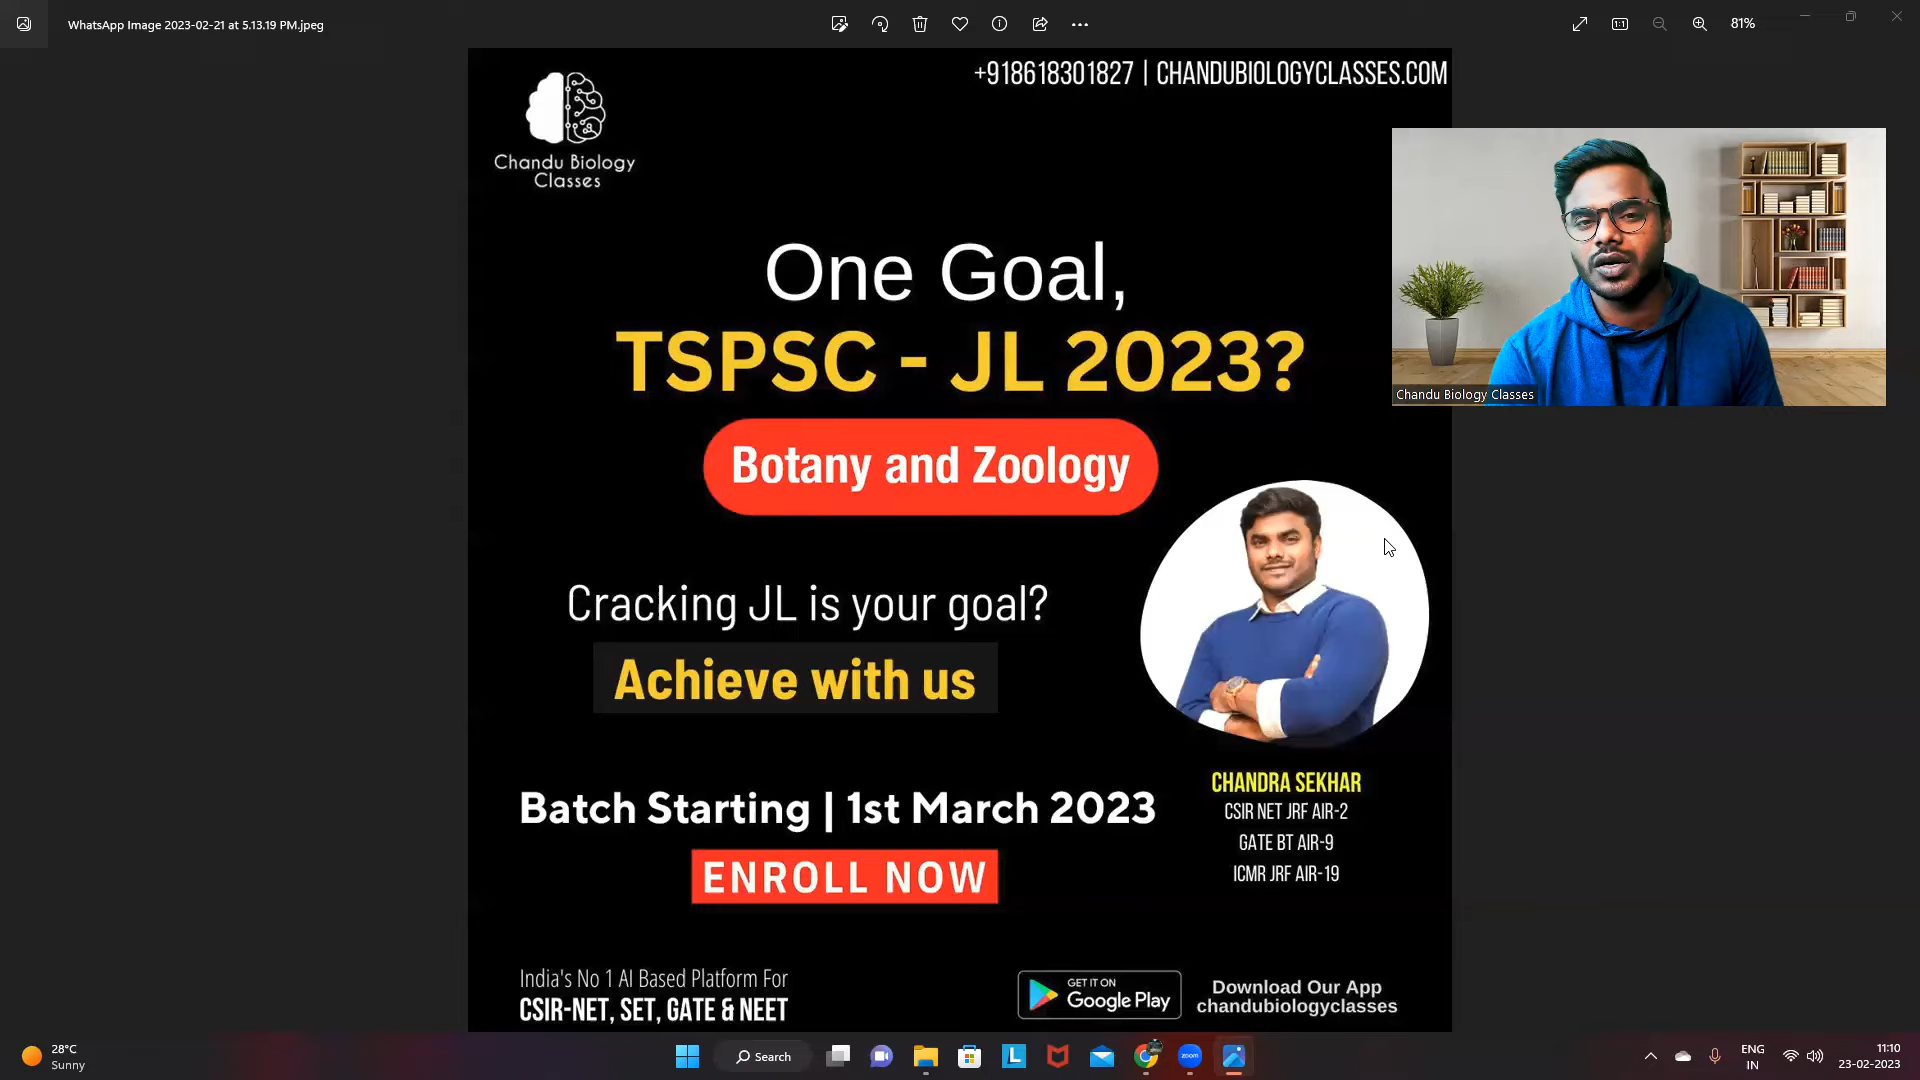 WhatsApp Image 2023-02-21 at 5.13.19 PM.jpeg
81%
+918618301827 | CHANDUBIOLOGYCLASSES.COM
Chandu Biology
Classes
One Goal,
TSPSC - JL 2023?
Botany and Zoology
Chandu Biology Classes
Cracking JL is your goal?
Achieve with us
Batch Starting | 1st March 2023
ENROLL NOW
CHANDRA SEKHAR
CSIR NET JRF AIR-2
GATE BT AIR-9
ICMR JRF AIR-19
India's No 1 AI Based Platform For
CSIR-NET, SET, GATE & NEET
GET IT ON
Google Play
Download Our App
chandubiologyclasses
28°C
Sunny
Search
L
zoom
ENG
IN
11:10
23-02-2023